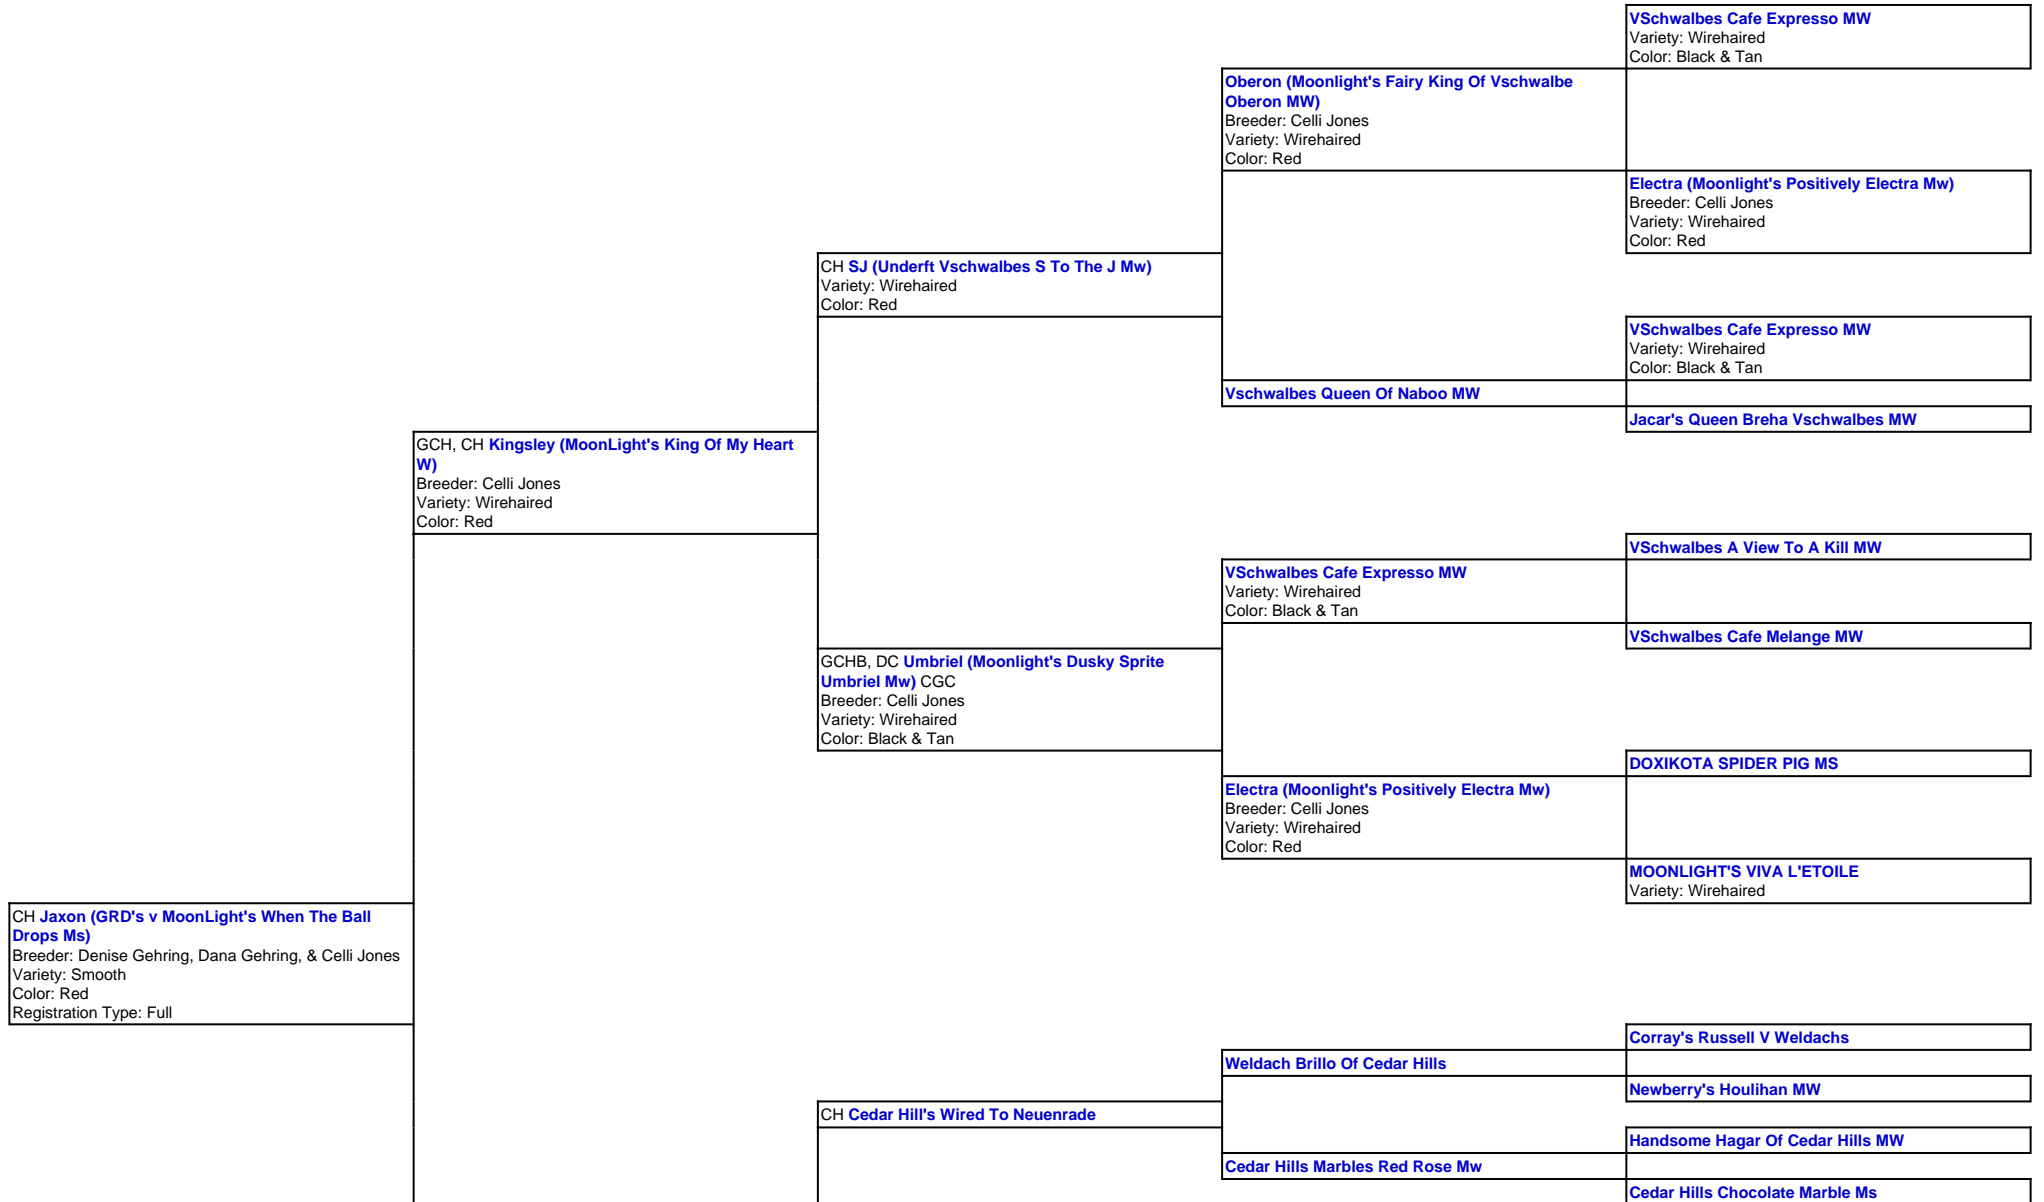 VSchwalbes Cafe Expresso MW
Variety: Wirehaired
Color: Black & Tan
Oberon (Moonlight's Fairy King Of Vschwalbe
Oberon MW)
Breeder: Celli Jones
Variety: Wirehaired
Color: Red
Electra (Moonlight's Positively Electra Mw)
Breeder: Celli Jones
Variety: Wirehaired
Color: Red
CH SJ (Underft Vschwalbes S To The J Mw)
Variety: Wirehaired
Color: Red
VSchwalbes Cafe Expresso MW
Variety: Wirehaired
Color: Black & Tan
Vschwalbes Queen Of Naboo MW
Jacar's Queen Breha Vschwalbes MW
GCH, CH Kingsley (MoonLight's King Of My Heart
W)
Breeder: Celli Jones
Variety: Wirehaired
Color: Red
VSchwalbes A View To A Kill MW
VSchwalbes Cafe Expresso MW
Variety: Wirehaired
Color: Black & Tan
VSchwalbes Cafe Melange MW
GCHB, DC Umbriel (Moonlight's Dusky Sprite
Umbriel Mw) CGC
Breeder: Celli Jones
Variety: Wirehaired
Color: Black & Tan
DOXIKOTA SPIDER PIG MS
Electra (Moonlight's Positively Electra Mw)
Breeder: Celli Jones
Variety: Wirehaired
Color: Red
MOONLIGHT'S VIVA L'ETOILE
Variety: Wirehaired
CH Jaxon (GRD's v MoonLight's When The Ball
Drops Ms)
Breeder: Denise Gehring, Dana Gehring, & Celli Jones
Variety: Smooth
Color: Red
Registration Type: Full
Corray's Russell V Weldachs
Weldach Brillo Of Cedar Hills
Newberry's Houlihan MW
CH Cedar Hill's Wired To Neuenrade
Handsome Hagar Of Cedar Hills MW
Cedar Hills Marbles Red Rose Mw
Cedar Hills Chocolate Marble Ms